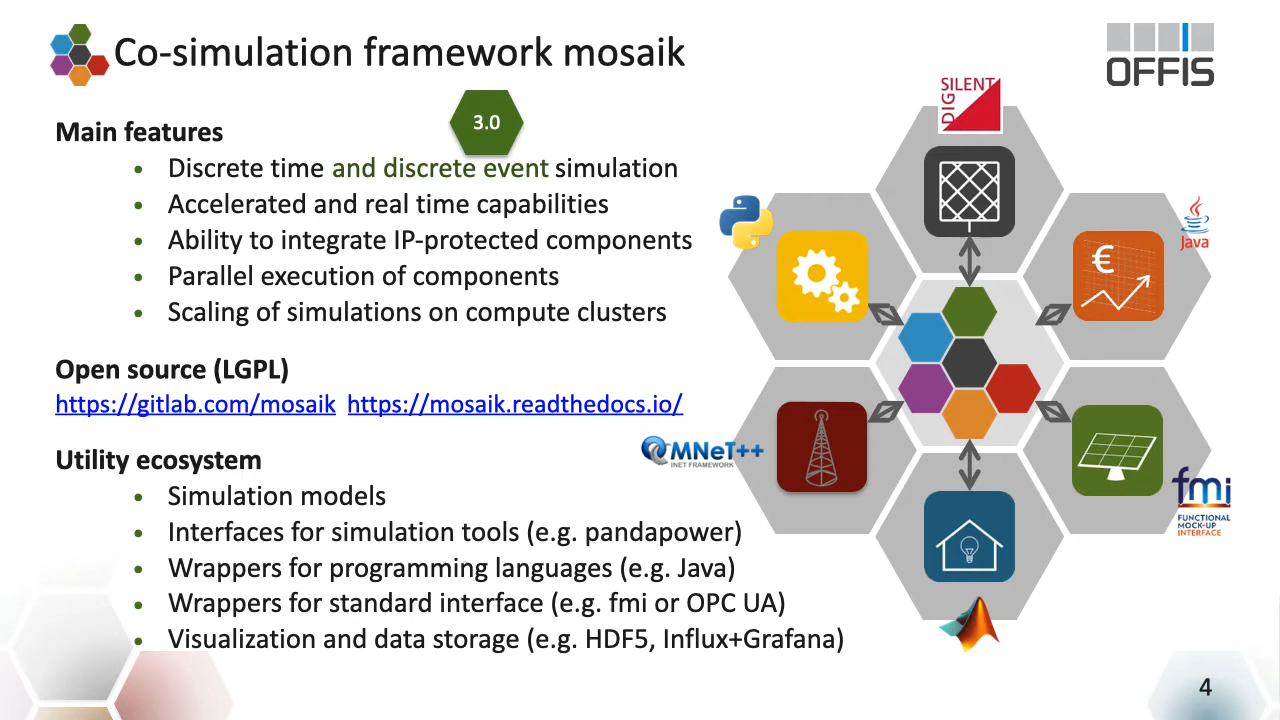 Co-simulation framework mosaik
OFFIS
3.0
Main features
• Discrete time and discrete event simulation
• Accelerated and real time capabilities
• Ability to integrate IP-protected components
• Parallel execution of components
• Scaling of simulations on compute clusters
Open source (LGPL)
https://gitlab.com/mosaik https://mosaik.readthedocs.io/
Utility ecosystem
• Simulation models
• Interfaces for simulation tools (e.g. pandapower)
• Wrappers for programming languages (e.g. Java)
• Wrappers for standard interface (e.g. fmi or OPC UA)
• Visualization and data storage (e.g. HDF5, Influx+Grafana)
DIGSILENT
Java
€
OMNeT++
INET FRAMEWORK
fmi
FUNCTIONAL
MOCK-UP
INTERFACE
4